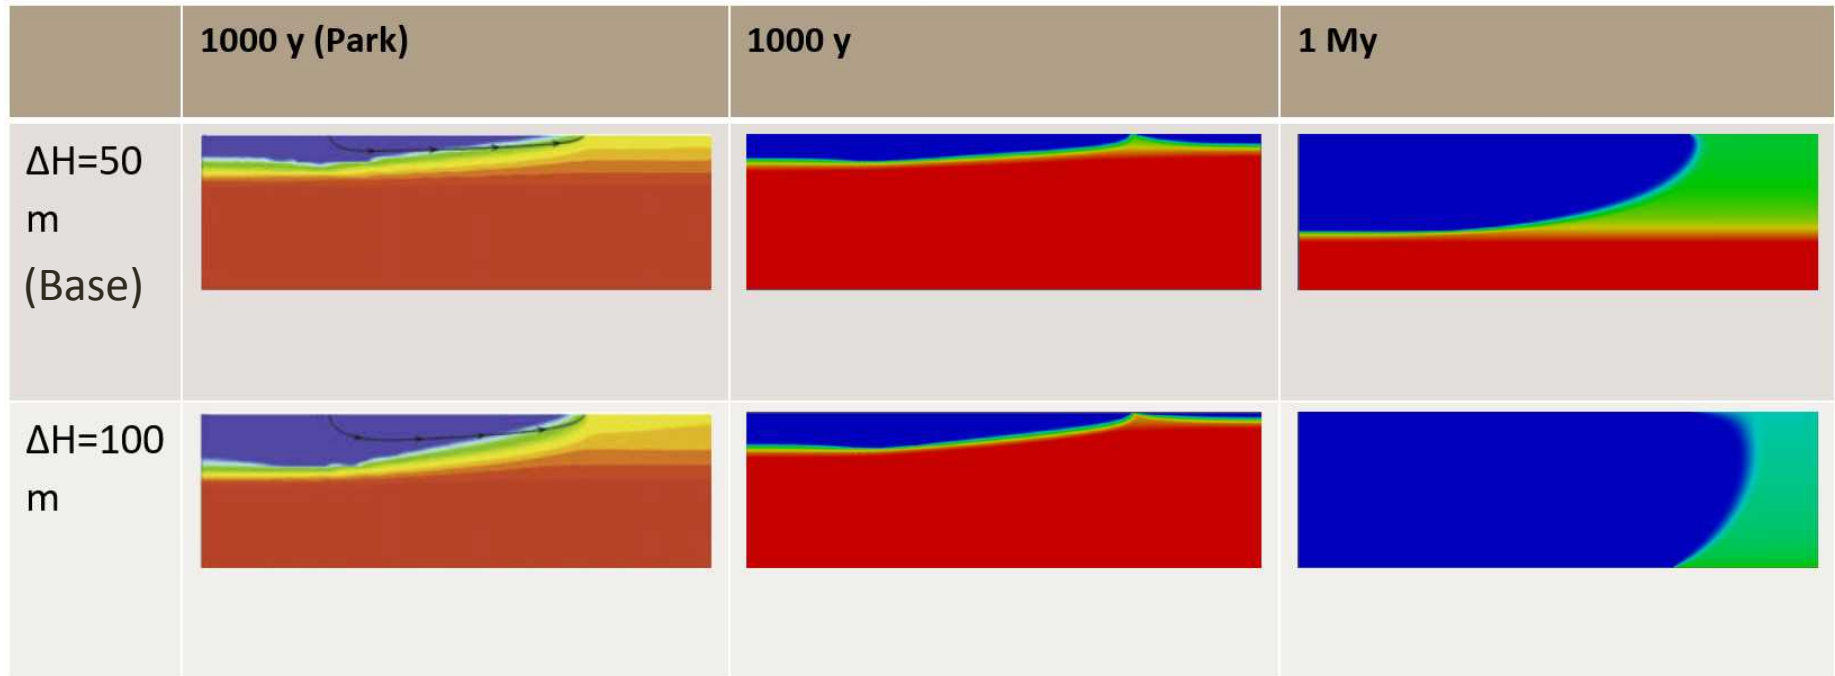 1000 y (Park)
1000 y
1 My
ΔH=50
m
(Base)
ΔH=100
m